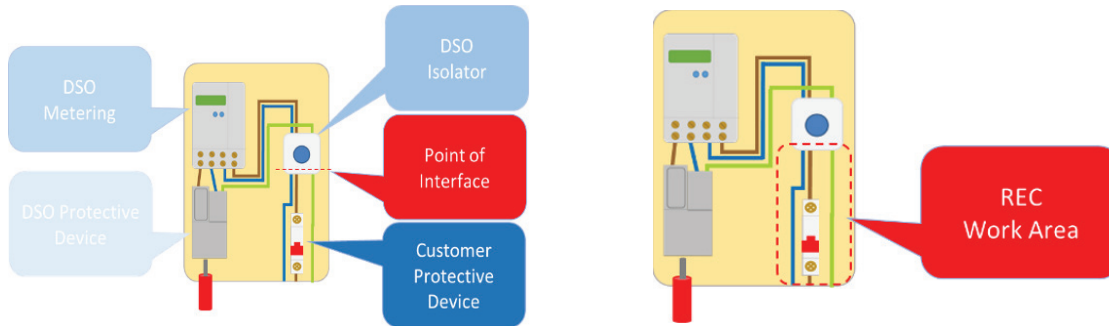 DSO
Metering
DSO Protective
Device
DSO
Isolator
Point of
Interface
Customer
Protective
Device
REC
Work Area